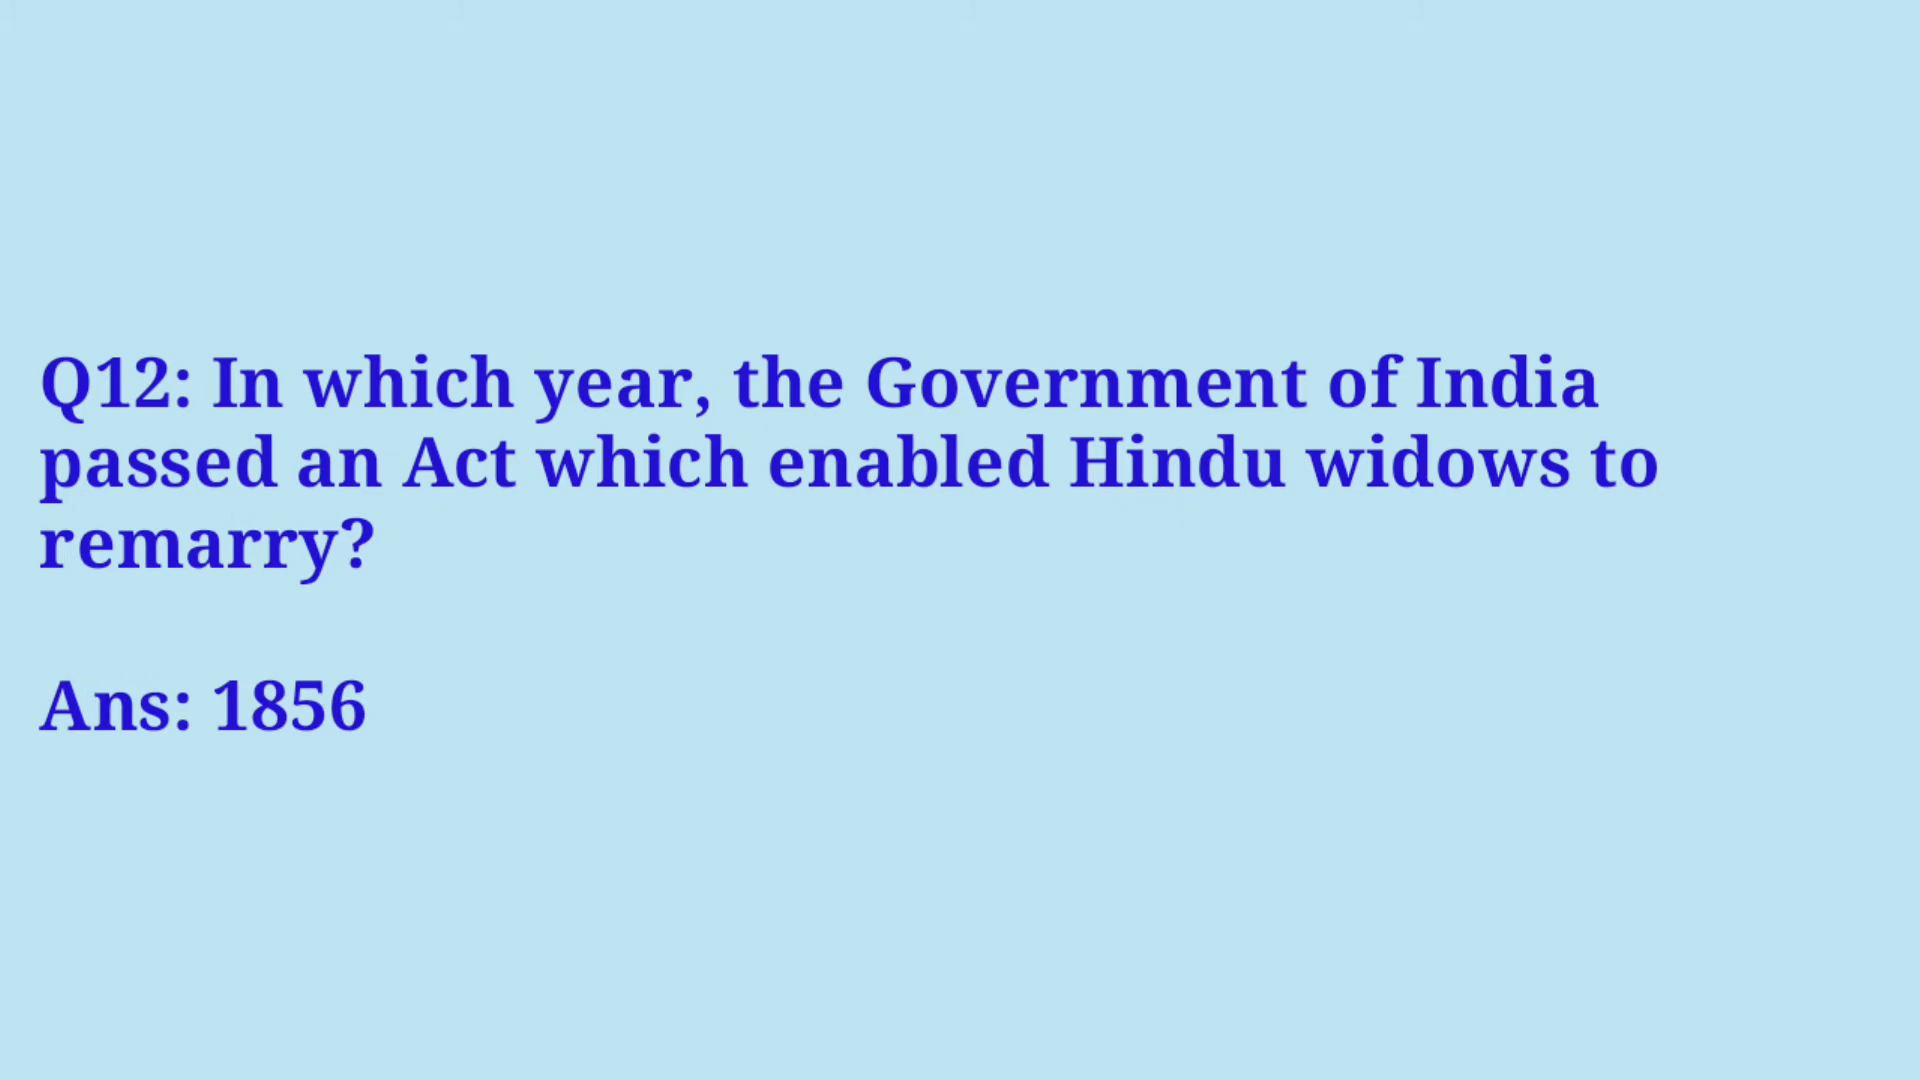 Q12: In which year, the Government of India
passed an Act which enabled Hindu widows to
remarry?
Ans: 1856